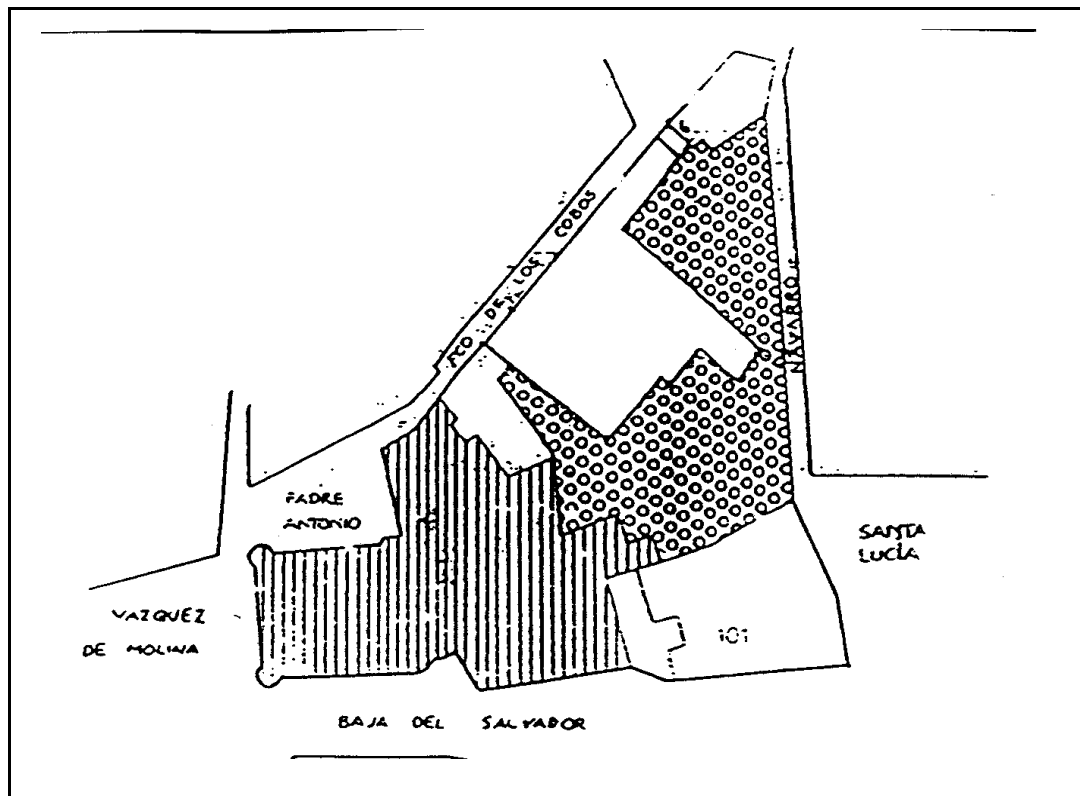 FCO DE LOS COBOS
NAVARRO
PADRE
ANTONIO
SANTA
LUCÍA
VAZQUEZ
DE MOLINA
101
BAJA DEL SALVADOR